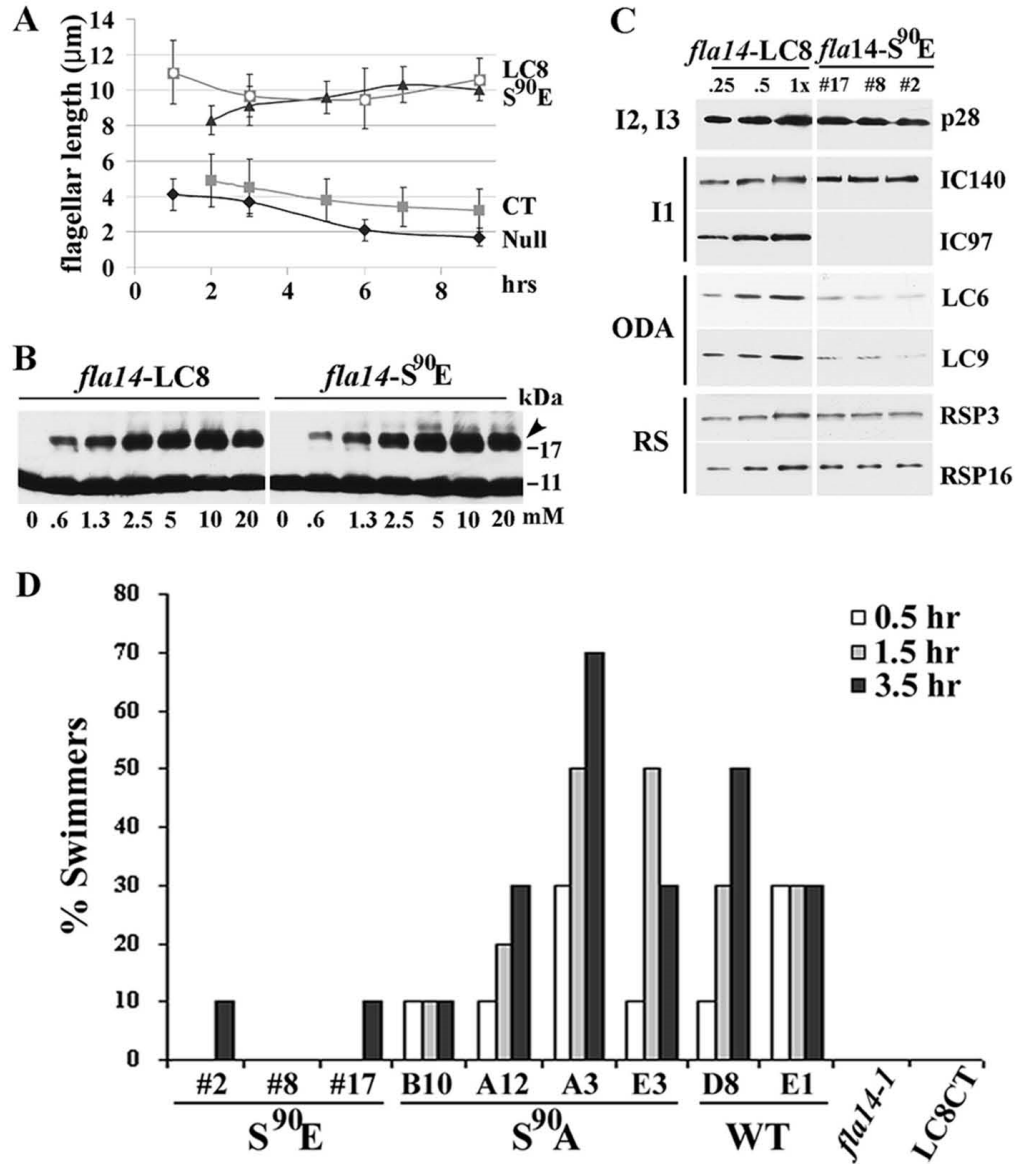 A
flagellar length (μm)
14
12
10
8
6
4
2
0
0 2 4 6 8 hrs
LC8
S90E
CT
Null
B
fla14-LC8 fla14-S90E
kDa
-17
-11
0 .6 1.3 2.5 5 10 20 0 .6 1.3 2.5 5 10 20 mM
C
fla14-LC8 fla14-S90E
.25 .5 1x #17 #8 #2
I2, I3 p28
I1 IC140
IC97
ODA LC6
LC9
RS RSP3
RSP16
D
% Swimmers
80
70
60
50
40
30
20
10
0
0.5 hr
1.5 hr
3.5 hr
#2 #8 #17 B10 A12 A3 E3 D8 E1 fla14-1 LC8CT
S90E S90A WT